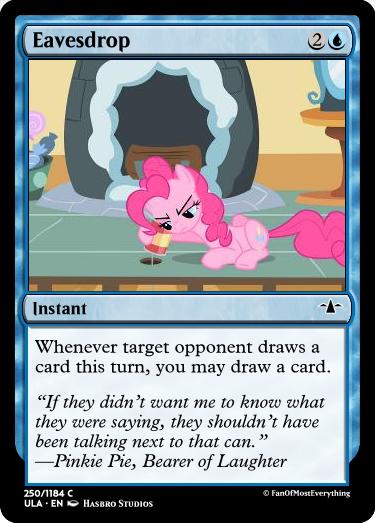 Eavesdrop 2
Instant
Whenever target opponent draws a
card this turn, you may draw a card.
“If they didn’t want me to know what
they were saying, they shouldn’t have
been talking next to that can.”
—Pinkie Pie, Bearer of Laughter
250/1184 C
ULA • EN Hasbro Studios © FanOfMostEverything